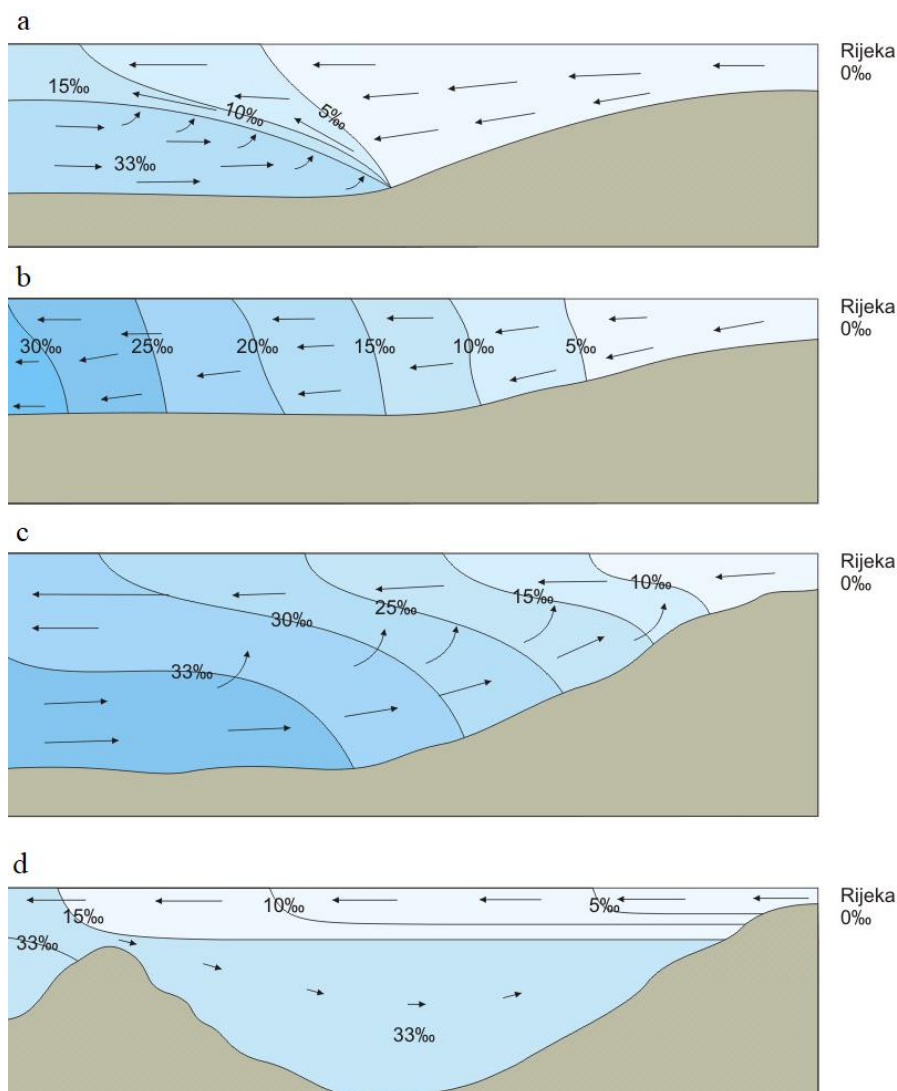 a
Rijeka
0‰
15‰
10‰
5‰
33‰
b
Rijeka
0‰
30‰ 25‰ 20‰ 15‰ 10‰ 5‰
c
Rijeka
0‰
10‰
15‰
25‰
30‰
33‰
d
Rijeka
0‰
15‰ 10‰ 5‰
33‰
33‰